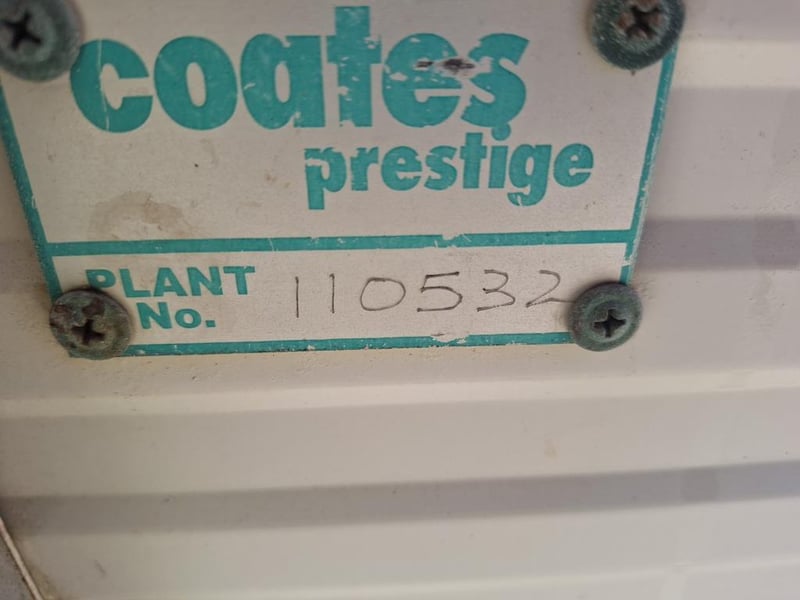 coates
prestige
PLANT No. 110532